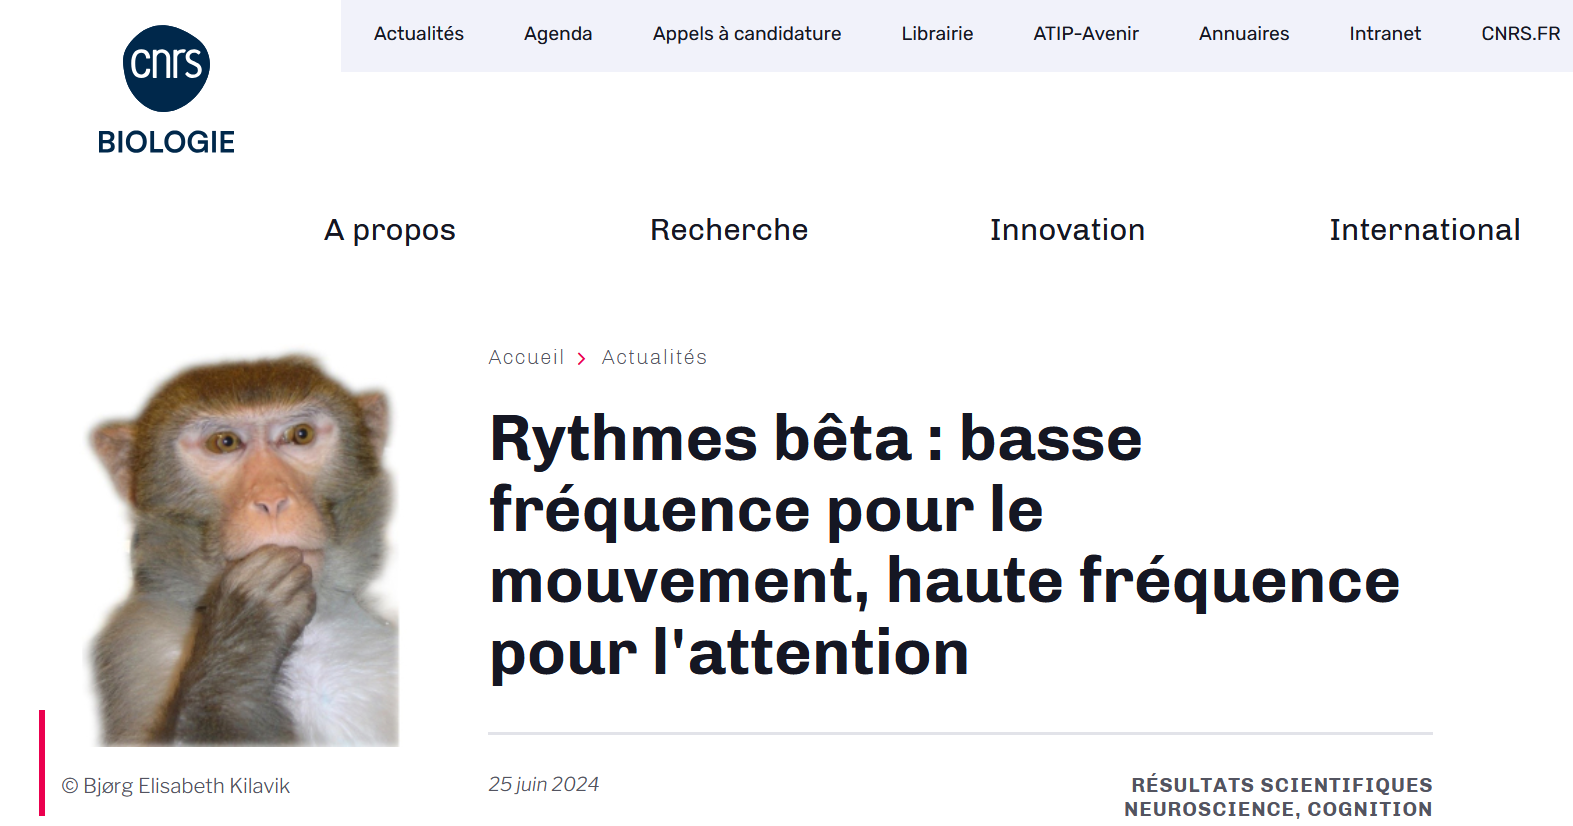 cnrs
BIOLOGIE
Actualités Agenda Appels à candidature Librairie ATIP-Avenir Annuaires Intranet CNRS.FR
A propos Recherche Innovation International
Accueil > Actualités
Rythmes bêta : basse
fréquence pour le
mouvement, haute fréquence
pour l'attention
© Bjørg Elisabeth Kilavik
25 juin 2024
RÉSULTATS SCIENTIFIQUES
NEUROSCIENCE, COGNITION